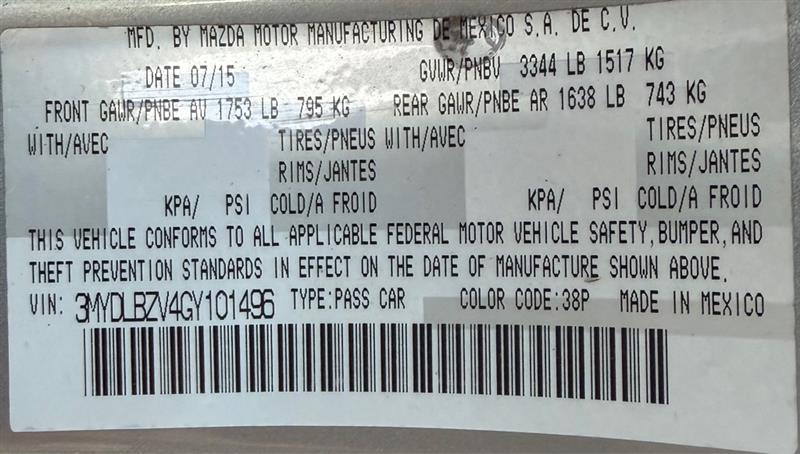 MFD. BY MAZDA MOTOR MANUFACTURING DE MEXICO S.A. DE C.V.
DATE 07/15 GVWR/PNBV 3344 LB 1517 KG
FRONT GAWR/PNBE AV 1753 LB 795 KG REAR GAWR/PNBE AR 1638 LB 743 KG
WITH/AVEC TIRES/PNEUS WITH/AVEC TIRES/PNEUS
RIMS/JANTES RIMS/JANTES
KPA/ PSI COLD/A FROID KPA/ PSI COLD/A FROID
THIS VEHICLE CONFORMS TO ALL APPLICABLE FEDERAL MOTOR VEHICLE SAFETY, BUMPER, AND
THEFT PREVENTION STANDARDS IN EFFECT ON THE DATE OF MANUFACTURE SHOWN ABOVE.
VIN: 3MYDLBZV4GY101496 TYPE:PASS CAR COLOR CODE:38P MADE IN MEXICO